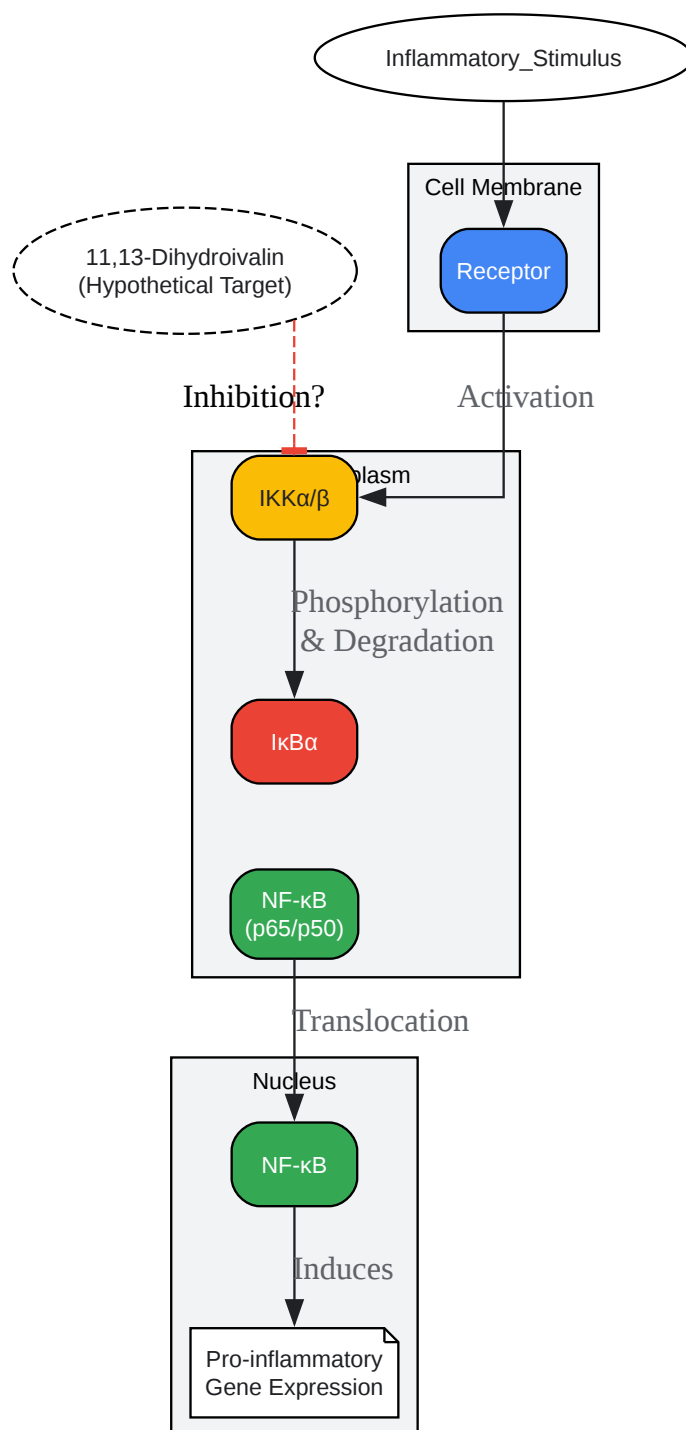 Inflammatory_Stimulus
Cell Membrane
Receptor
11,13-Dihydroivalin
(Hypothetical Target)
Inhibition?
Activation
plasm
IKKα/β
Phosphorylation
& Degradation
IκBα
NF-κB
(p65/p50)
Translocation
Nucleus
NF-κB
Induces
Pro-inflammatory
Gene Expression